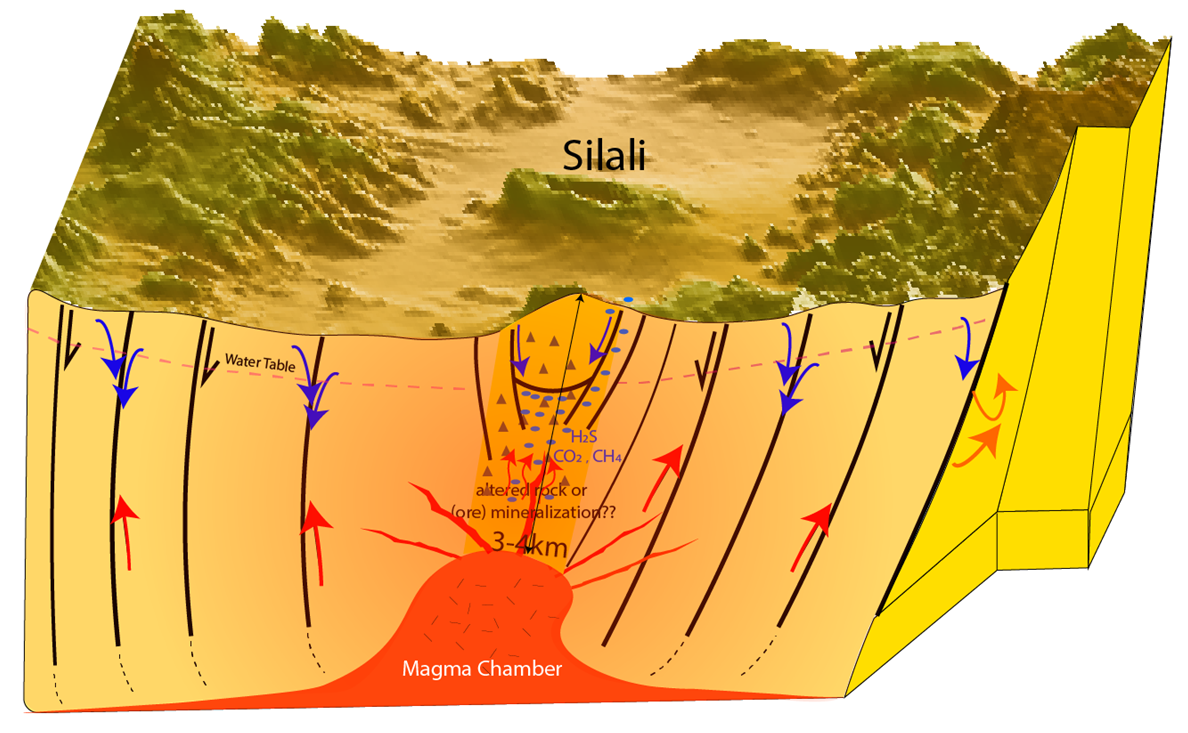 Silali
Water Table
H₂S
CO₂ , CH₄
altered rock or
(ore) mineralization??
3-4km
Magma Chamber